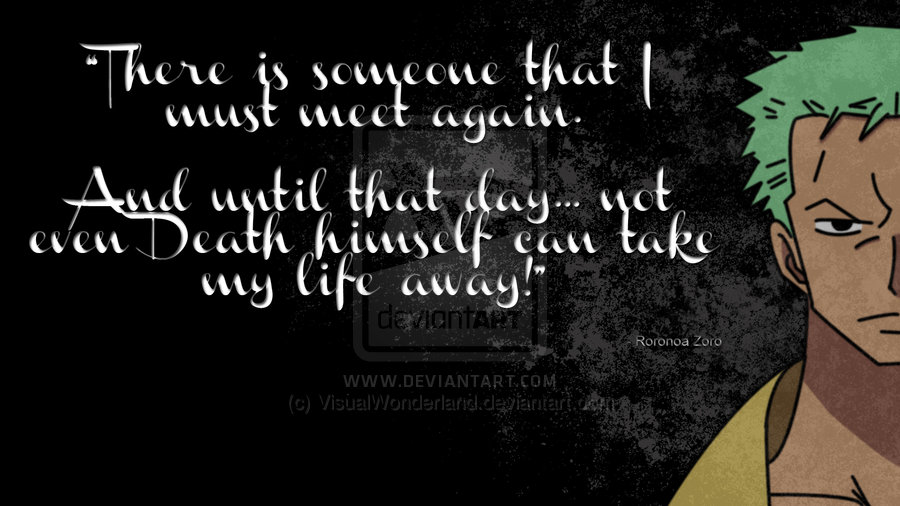 “There is someone that I
must meet again.
And until that day... not
even Death himself can take
my life away!”
deviantART
Roronoa Zoro
WWW.DEVIANTART.COM
(c) VisualWonderland.deviantart.com